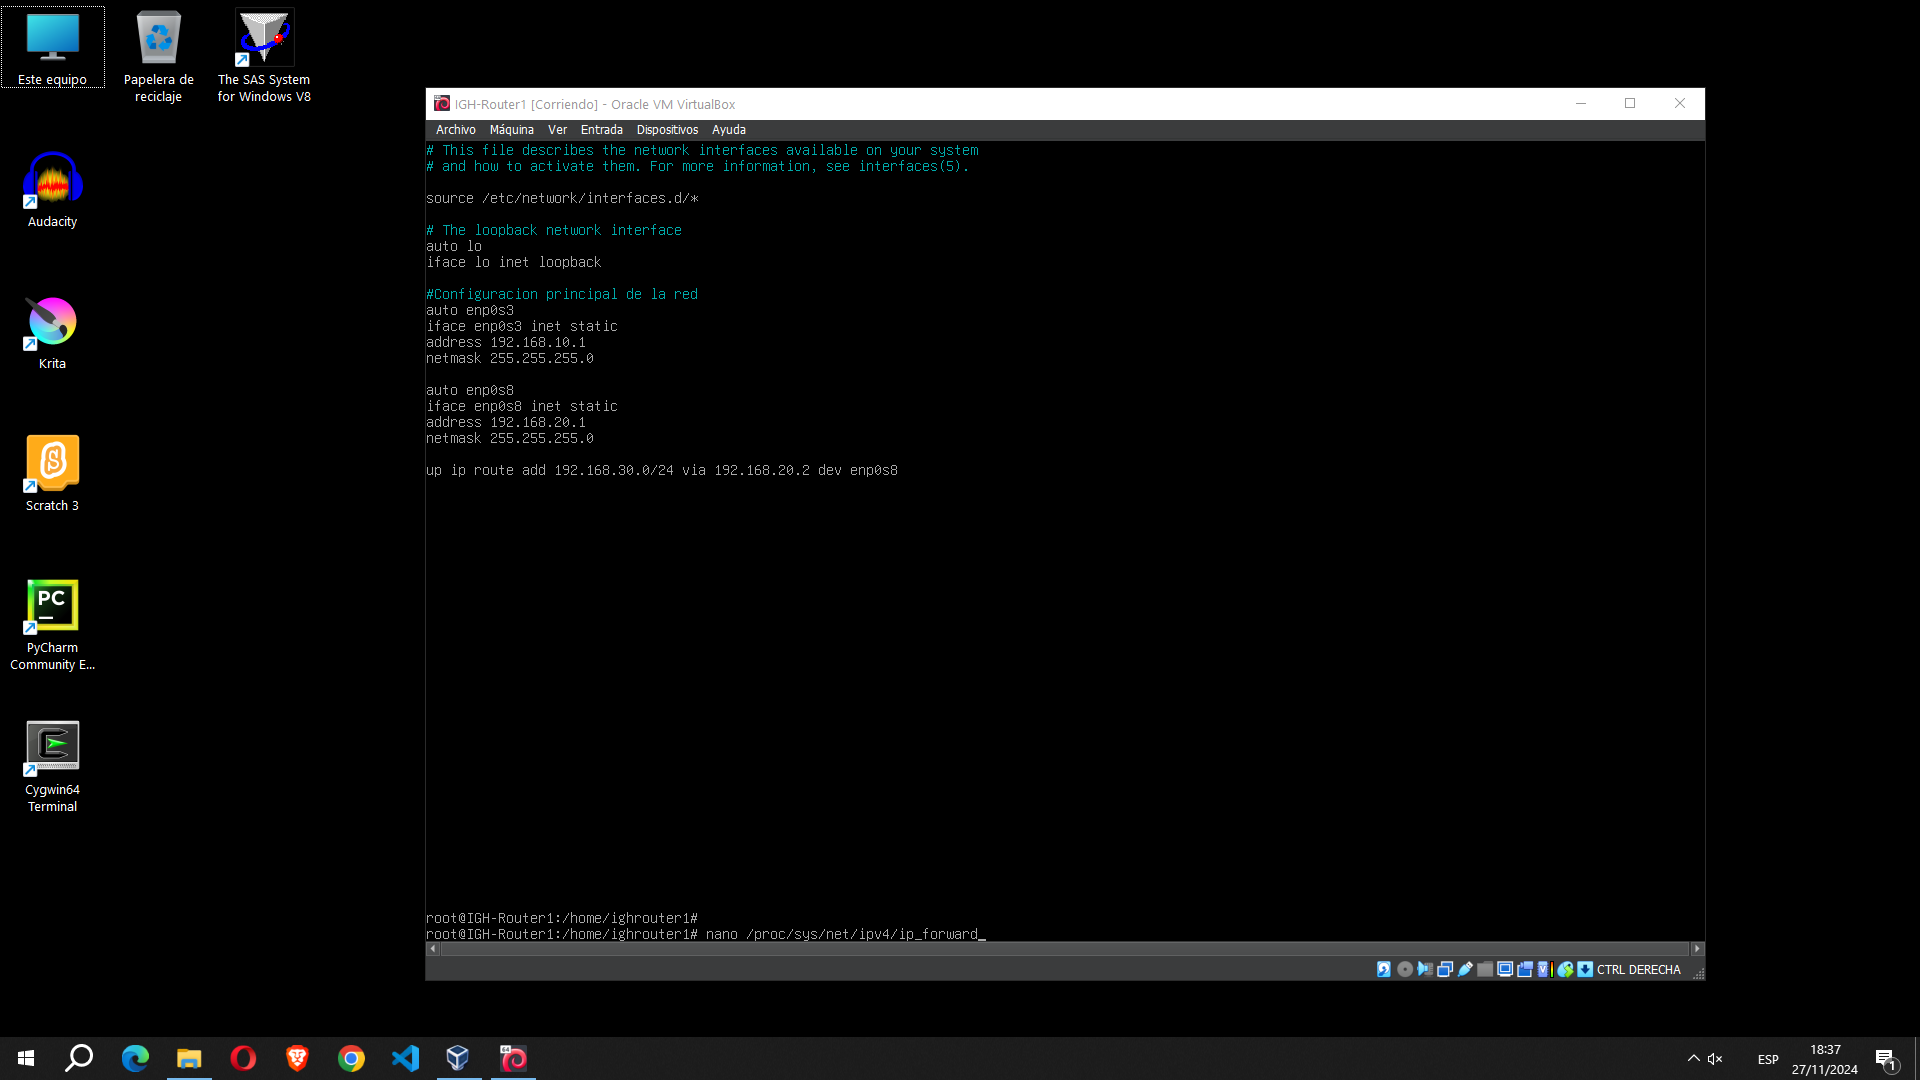 Este equipo
Papelera de
reciclaje
The SAS System
for Windows V8
Audacity
Krita
Scratch 3
PC
PyCharm
Community E...
Cygwin64
Terminal
IGH-Router1 [Corriendo] - Oracle VM VirtualBox
Archivo Máquina Ver Entrada Dispositivos Ayuda
# This file describes the network interfaces available on your system
# and how to activate them. For more information, see interfaces(5).
source /etc/network/interfaces.d/*
# The loopback network interface
auto lo
iface lo inet loopback
#Configuracion principal de la red
auto enp0s3
iface enp0s3 inet static
address 192.168.10.1
netmask 255.255.255.0
auto enp0s8
iface enp0s8 inet static
address 192.168.20.1
netmask 255.255.255.0
up ip route add 192.168.30.0/24 via 192.168.20.2 dev enp0s8
root@IGH-Router1:/home/ighrouter1#
root@IGH-Router1:/home/ighrouter1# nano /proc/sys/net/ipv4/ip_forward_
CTRL DERECHA
64
ESP
18:37
27/11/2024
1